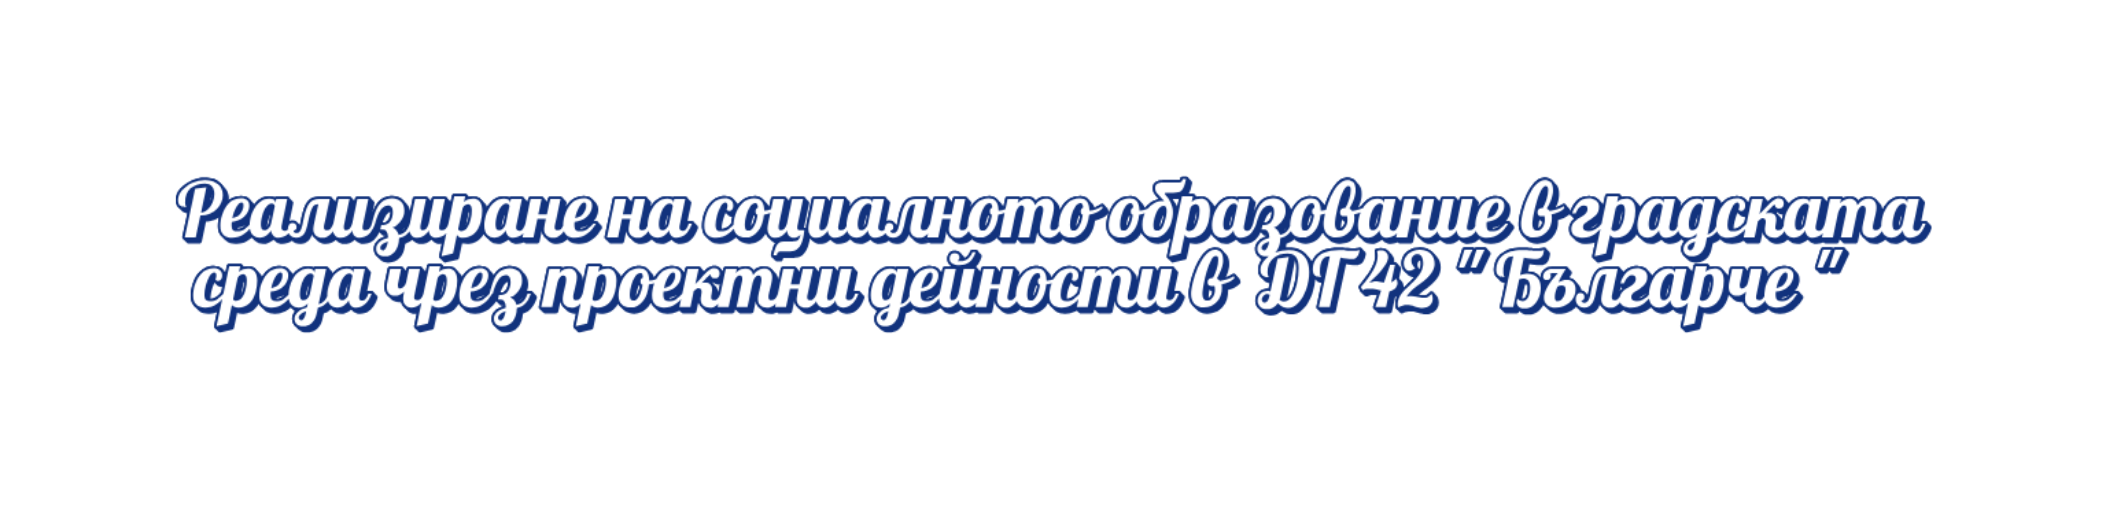 Реализиране на социалното образование в градската
среда чрез проектни дейности в ДГ 42 " Българче "